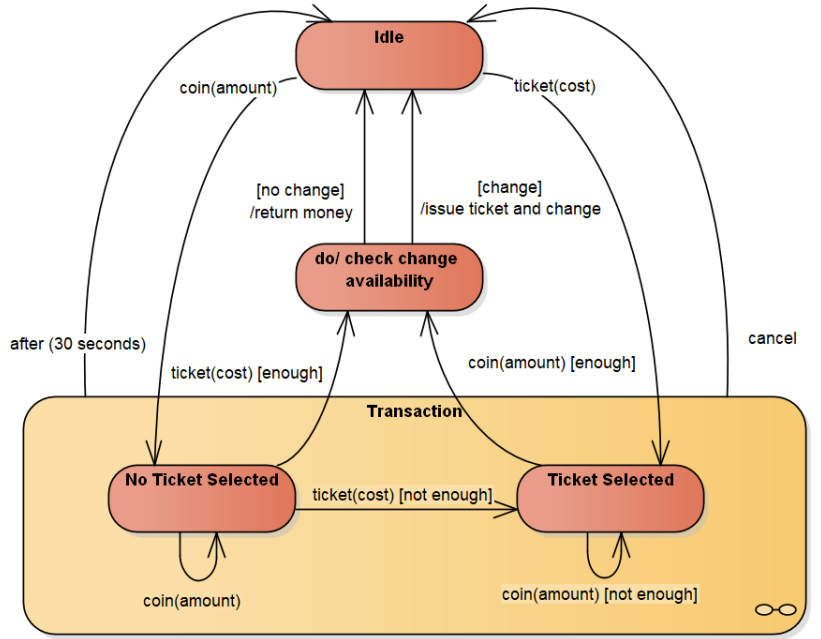 Idle
coin(amount)
ticket(cost)
[no change]
/return money
[change]
/issue ticket and change
do/ check change
availability
after (30 seconds)
cancel
ticket(cost) [enough]
coin(amount) [enough]
Transaction
No Ticket Selected
Ticket Selected
ticket(cost) [not enough]
coin(amount)
coin(amount) [not enough]